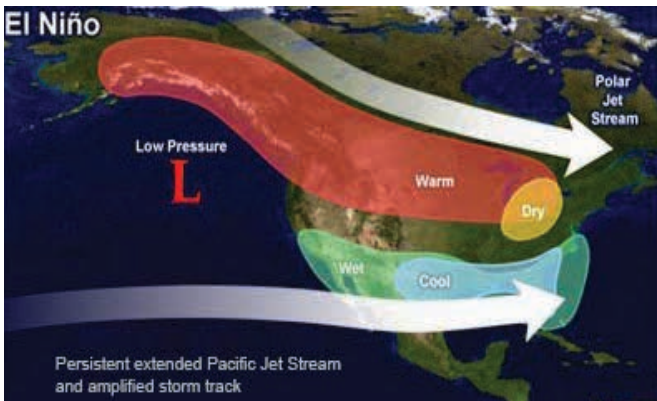 El Niño
Polar
Jet
Stream
Low Pressure
L
Warm
Dry
Wet
Cool
Persistent extended Pacific Jet Stream
and amplified storm track